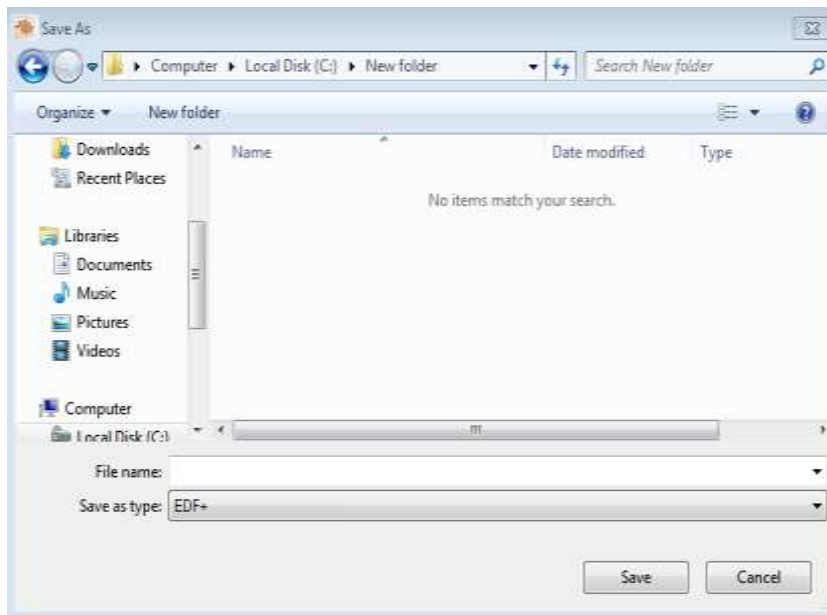 Save As
Computer Local Disk (C:) New folder Search New folder
Organize New folder
Downloads Name Date modified Type
Recent Places
No items match your search.
Libraries
Documents
Music
Pictures
Videos
Computer
Local Disk (C:)
File name:
Save as type: EDF+
Save Cancel